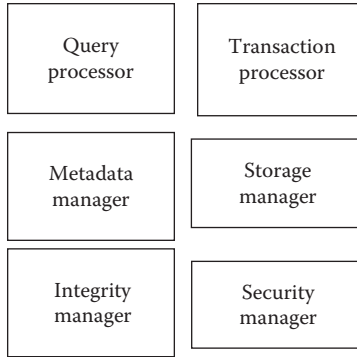 Query
processor
Transaction
processor
Metadata
manager
Storage
manager
Integrity
manager
Security
manager